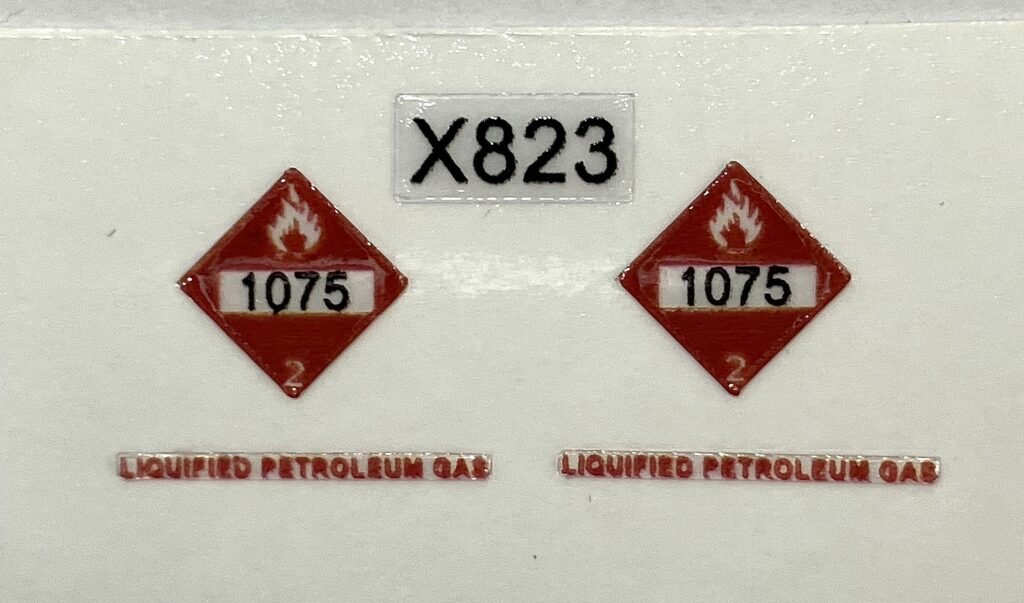 X823
1075
2
1075
2
LIQUIFIED PETROLEUM GAS
LIQUIFIED PETROLEUM GAS